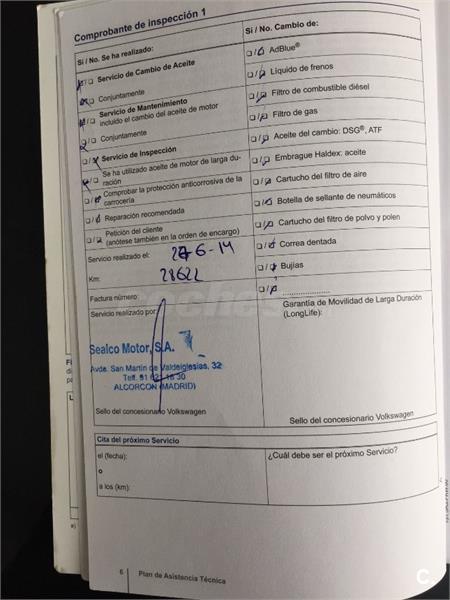 Comprobante de inspección 1
Sí / No. Se ha realizado:
Servicio de Cambio de Aceite
Conjuntamente
Servicio de Mantenimiento
incluido el cambio del aceite de motor
Conjuntamente
Servicio de Inspección
Se ha utilizado aceite de motor de larga du-
ración
Comprobar la protección anticorrosiva de la
carrocería
Reparación recomendada
Petición del cliente
(anótese también en la orden de encargo)
Servicio realizado el: 27-6-14
Km: 28622
Factura número:
Servicio realizado por:
Sealco Motor, S.A.
Avda. San Martín de Valdeiglesias, 32
ALCORCÓN (MADRID)
Sello del concesionario Volkswagen
Sí / No. Cambio de:
AdBlue®
Líquido de frenos
Filtro de combustible diésel
Filtro de gas
Aceite del cambio: DSG®, ATF
Embrague Haldex: aceite
Cartucho del filtro de aire
Botella de sellante de neumáticos
Cartucho del filtro de polvo y polen
Correa dentada
Bujías
....................
Garantía de Movilidad de Larga Duración
(LongLife):
Sello del concesionario Volkswagen
Cita del próximo Servicio
el (fecha):
o
a los (km):
¿Cuál debe ser el próximo Servicio?
6 Plan de Asistencia Técnica